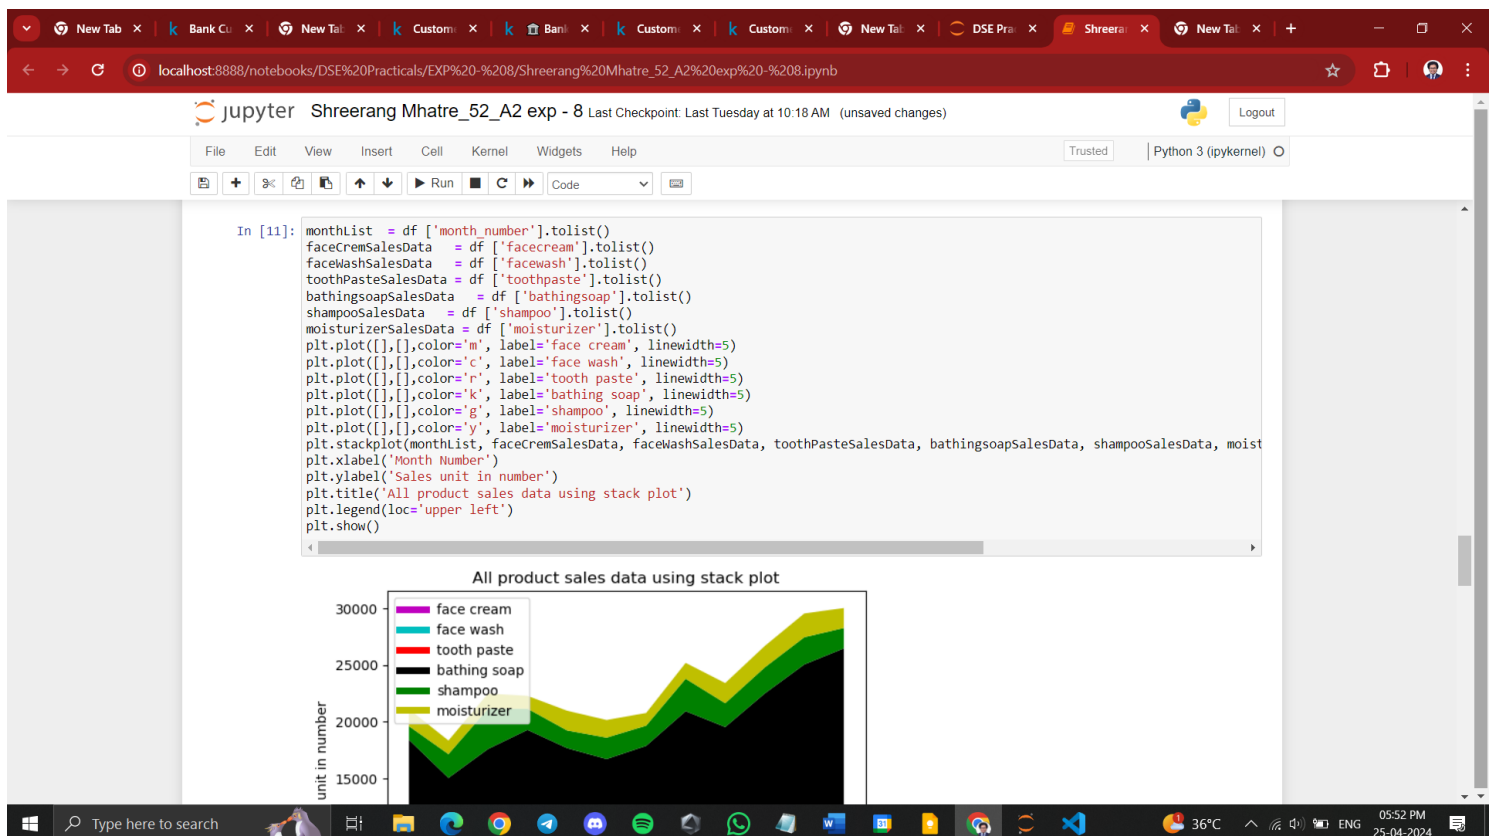 New Tab
Bank Cu
New Tab
Custom
Bank
Custom
Custom
New Tab
DSE Prac
Shreerar
New Tab
localhost:8888/notebooks/DSE%20Practicals/EXP%20-%208/Shreerang%20Mhatre_52_A2%20exp%20-%208.ipynb
jupyter Shreerang Mhatre_52_A2 exp - 8 Last Checkpoint: Last Tuesday at 10:18 AM (unsaved changes)
Logout
File Edit View Insert Cell Kernel Widgets Help
Trusted
Python 3 (ipykernel)
Run
Code
In [11]:
monthList  = df ['month_number'].tolist()
faceCremSalesData   = df ['facecream'].tolist()
faceWashSalesData   = df ['facewash'].tolist()
toothPasteSalesData = df ['toothpaste'].tolist()
bathingsoapSalesData   = df ['bathingsoap'].tolist()
shampooSalesData   = df ['shampoo'].tolist()
moisturizerSalesData = df ['moisturizer'].tolist()
plt.plot([],[],color='m', label='face cream', linewidth=5)
plt.plot([],[],color='c', label='face wash', linewidth=5)
plt.plot([],[],color='r', label='tooth paste', linewidth=5)
plt.plot([],[],color='k', label='bathing soap', linewidth=5)
plt.plot([],[],color='g', label='shampoo', linewidth=5)
plt.plot([],[],color='y', label='moisturizer', linewidth=5)
plt.stackplot(monthList, faceCremSalesData, faceWashSalesData, toothPasteSalesData, bathingsoapSalesData, shampooSalesData, moist
plt.xlabel('Month Number')
plt.ylabel('Sales unit in number')
plt.title('All product sales data using stack plot')
plt.legend(loc='upper left')
plt.show()
All product sales data using stack plot
30000
25000
20000
15000
unit in number
face cream
face wash
tooth paste
bathing soap
shampoo
moisturizer
Type here to search
31
1
36°C
ENG
05:52 PM
25-04-2024